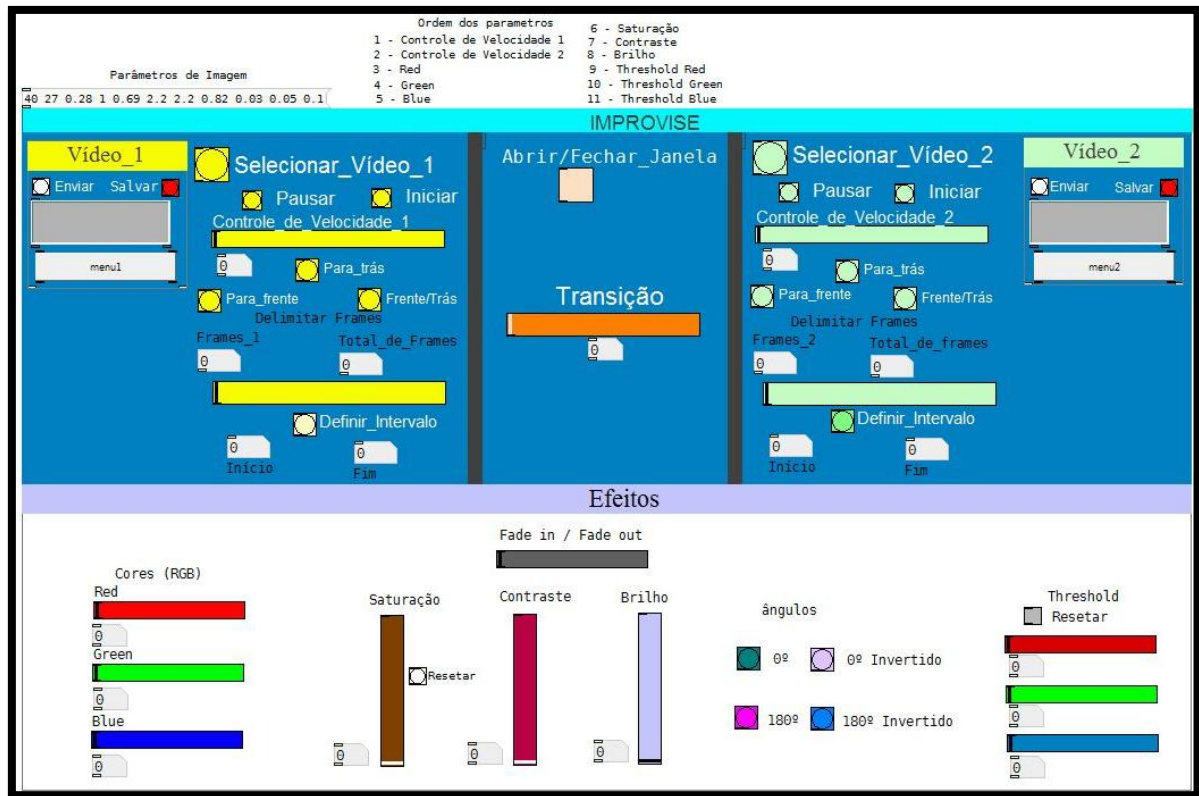 Ordem dos parametros
1 - Controle de Velocidade 1
2 - Controle de Velocidade 2
3 - Red
4 - Green
5 - Blue
6 - Saturação
7 - Contraste
8 - Brilho
9 - Threshold Red
10 - Threshold Green
11 - Threshold Blue
Parâmetros de Imagem
40 27 0.28 1 0.69 2.2 2.2 0.82 0.03 0.05 0.1
IMPROVISE
Vídeo_1
Enviar Salvar
menu1
Selecionar_Vídeo_1
Pausar Iniciar
Controle_de_Velocidade_1
0
Para_trás
Para_frente Frente/Trás
Delimitar Frames
Frames_1 Total_de_Frames
0 0
Definir_Intervalo
0 0
Início Fim
Abrir/Fechar_Janela
Transição
0
Selecionar_Vídeo_2
Pausar Iniciar
Controle_de_Velocidade_2
0
Para_trás
Para_frente Frente/Trás
Delimitar Frames
Frames_2 Total_de_frames
0 0
Definir_Intervalo
0 0
Início Fim
Vídeo_2
Enviar Salvar
menu2
Efeitos
Fade in / Fade out
Cores (RGB)
Red
0
Green
0
Blue
0
Saturação
Resetar
0
Contraste
0
Brilho
0
ângulos
0º 0º Invertido
180º 180º Invertido
Threshold
Resetar
0
0
0